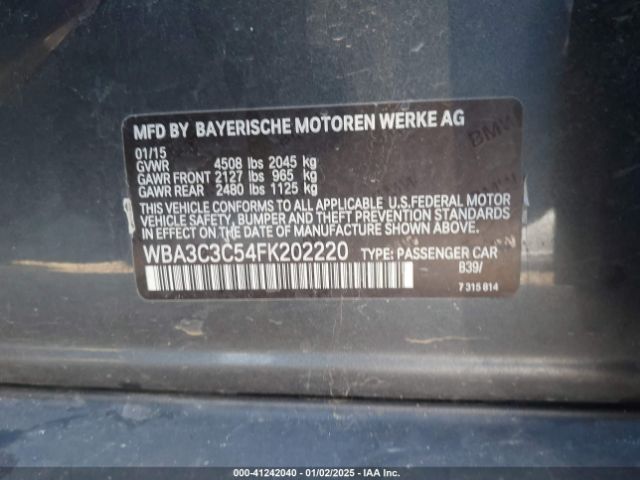 MFD BY BAYERISCHE MOTOREN WERKE AG
01/15
GVWR 4508 lbs 2045 kg
GAWR FRONT 2127 lbs 965 kg
GAWR REAR 2480 lbs 1125 kg
THIS VEHICLE CONFORMS TO ALL APPLICABLE U.S.FEDERAL MOTOR
VEHICLE SAFETY, BUMPER AND THEFT PREVENTION STANDARDS
IN EFFECT ON THE DATE OF MANUFACTURE SHOWN ABOVE.
WBA3C3C54FK202220 TYPE: PASSENGER CAR
B39/
7 315 814
000-41242040 - 01/02/2025 - IAA Inc.